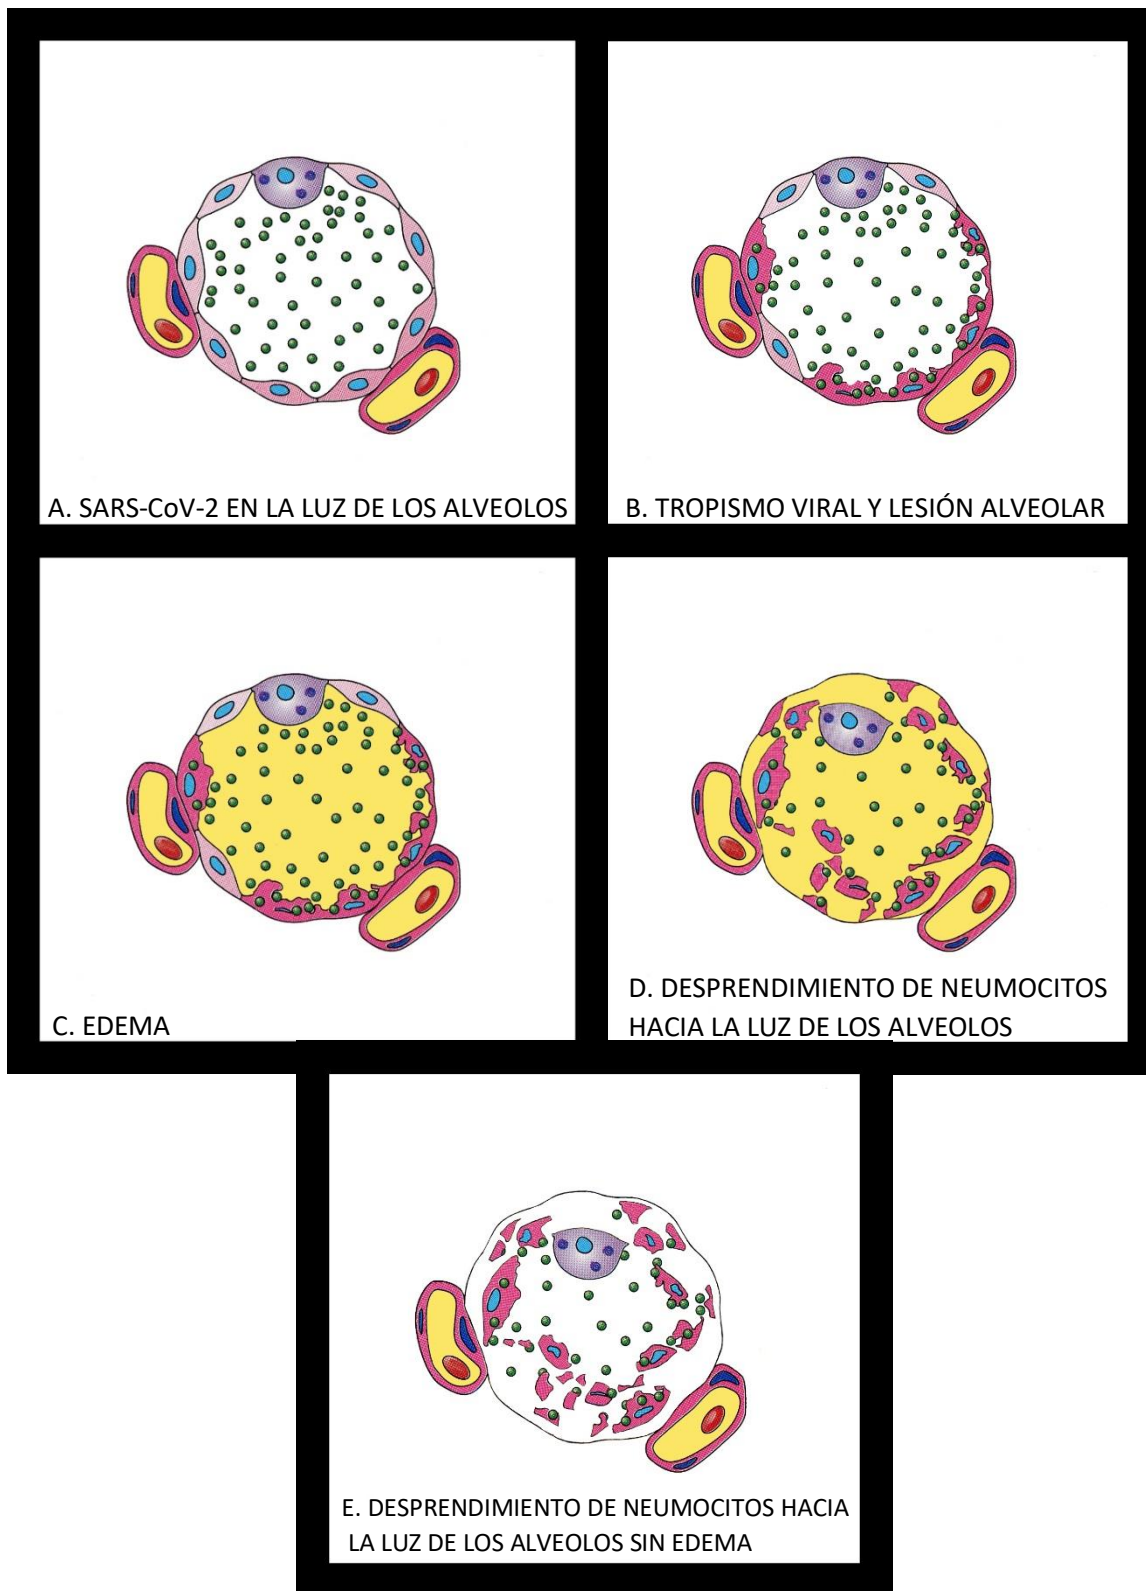 A. SARS-CoV-2 EN LA LUZ DE LOS ALVEOLOS
B. TROPISMO VIRAL Y LESIÓN ALVEOLAR
C. EDEMA
D. DESPRENDIMIENTO DE NEUMOCITOS
HACIA LA LUZ DE LOS ALVEOLOS
E. DESPRENDIMIENTO DE NEUMOCITOS HACIA
LA LUZ DE LOS ALVEOLOS SIN EDEMA